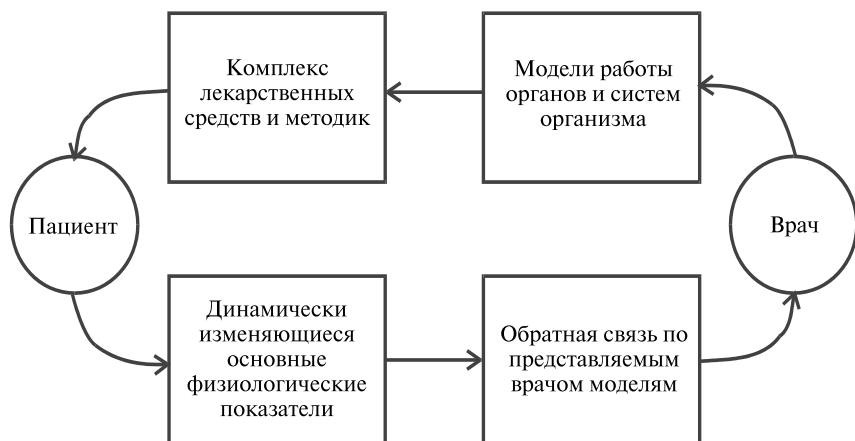 Комплекс
лекарственных
средств и методик
Модели работы
органов и систем
организма
Пациент
Врач
Динамически
изменяющиеся
основные
физиологические
показатели
Обратная связь по
представляемым
врачом моделям